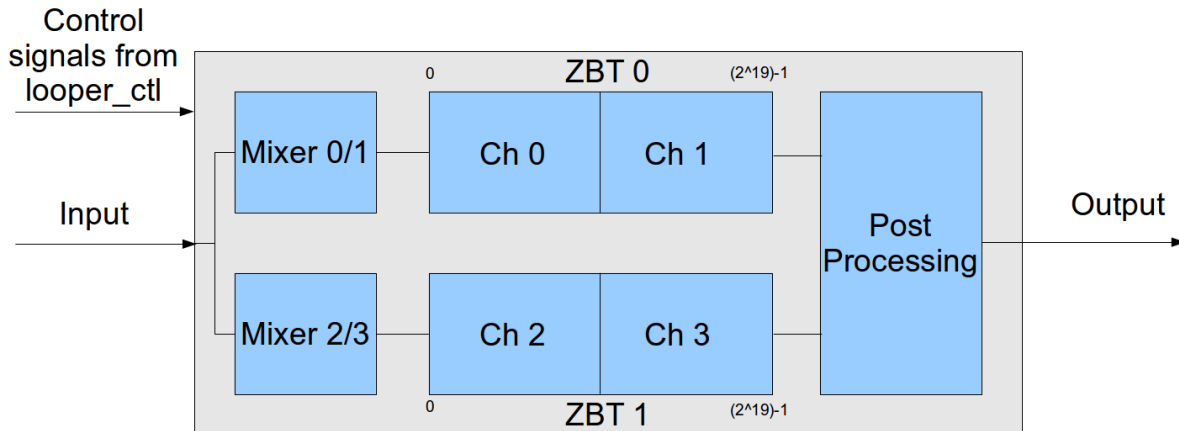 Control
signals from
looper_ctl
0
ZBT 0
(2^19)-1
Mixer 0/1
Ch 0
Ch 1
Input
Post
Processing
Output
Mixer 2/3
Ch 2
Ch 3
0
ZBT 1
(2^19)-1